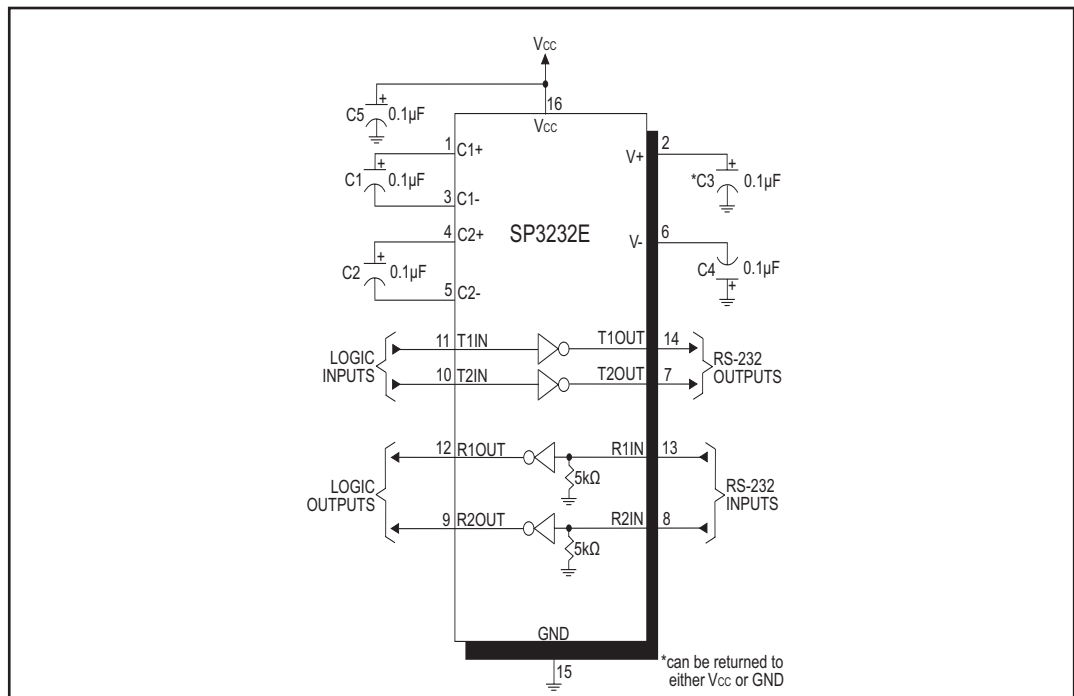 Vcc
C5
+
0.1µF
16
Vcc
1
C1+
C1
+
0.1µF
3
C1-
4
C2+
C2
+
0.1µF
5
C2-
SP3232E
V+
2
*C3
+
0.1µF
V-
6
C4
0.1µF
+
LOGIC
INPUTS
11
T1IN
T1OUT
14
10
T2IN
T2OUT
7
RS-232
OUTPUTS
LOGIC
OUTPUTS
12
R1OUT
R1IN
13
5kΩ
9
R2OUT
R2IN
8
5kΩ
RS-232
INPUTS
GND
15
*can be returned to
either Vcc or GND